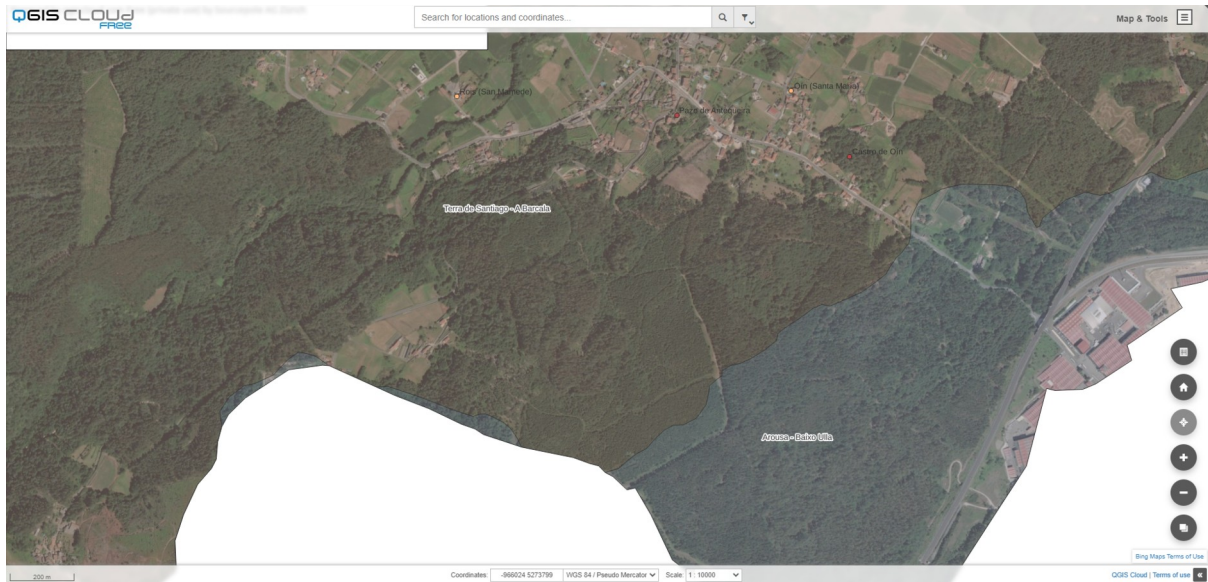 QGIS CLOUD
FREE
Search for locations and coordinates...
Map & Tools
Rois (San Mamede)
Oín (Santa María)
Pazo de Antequeira
Castro de Oín
Terra de Santiago - A Barcala
Arousa - Baixo Ulla
Bing Maps Terms of Use
200 m
Coordinates: -966024 5273799 WGS 84 / Pseudo Mercator Scale: 1 : 10000
QGIS Cloud | Terms of use